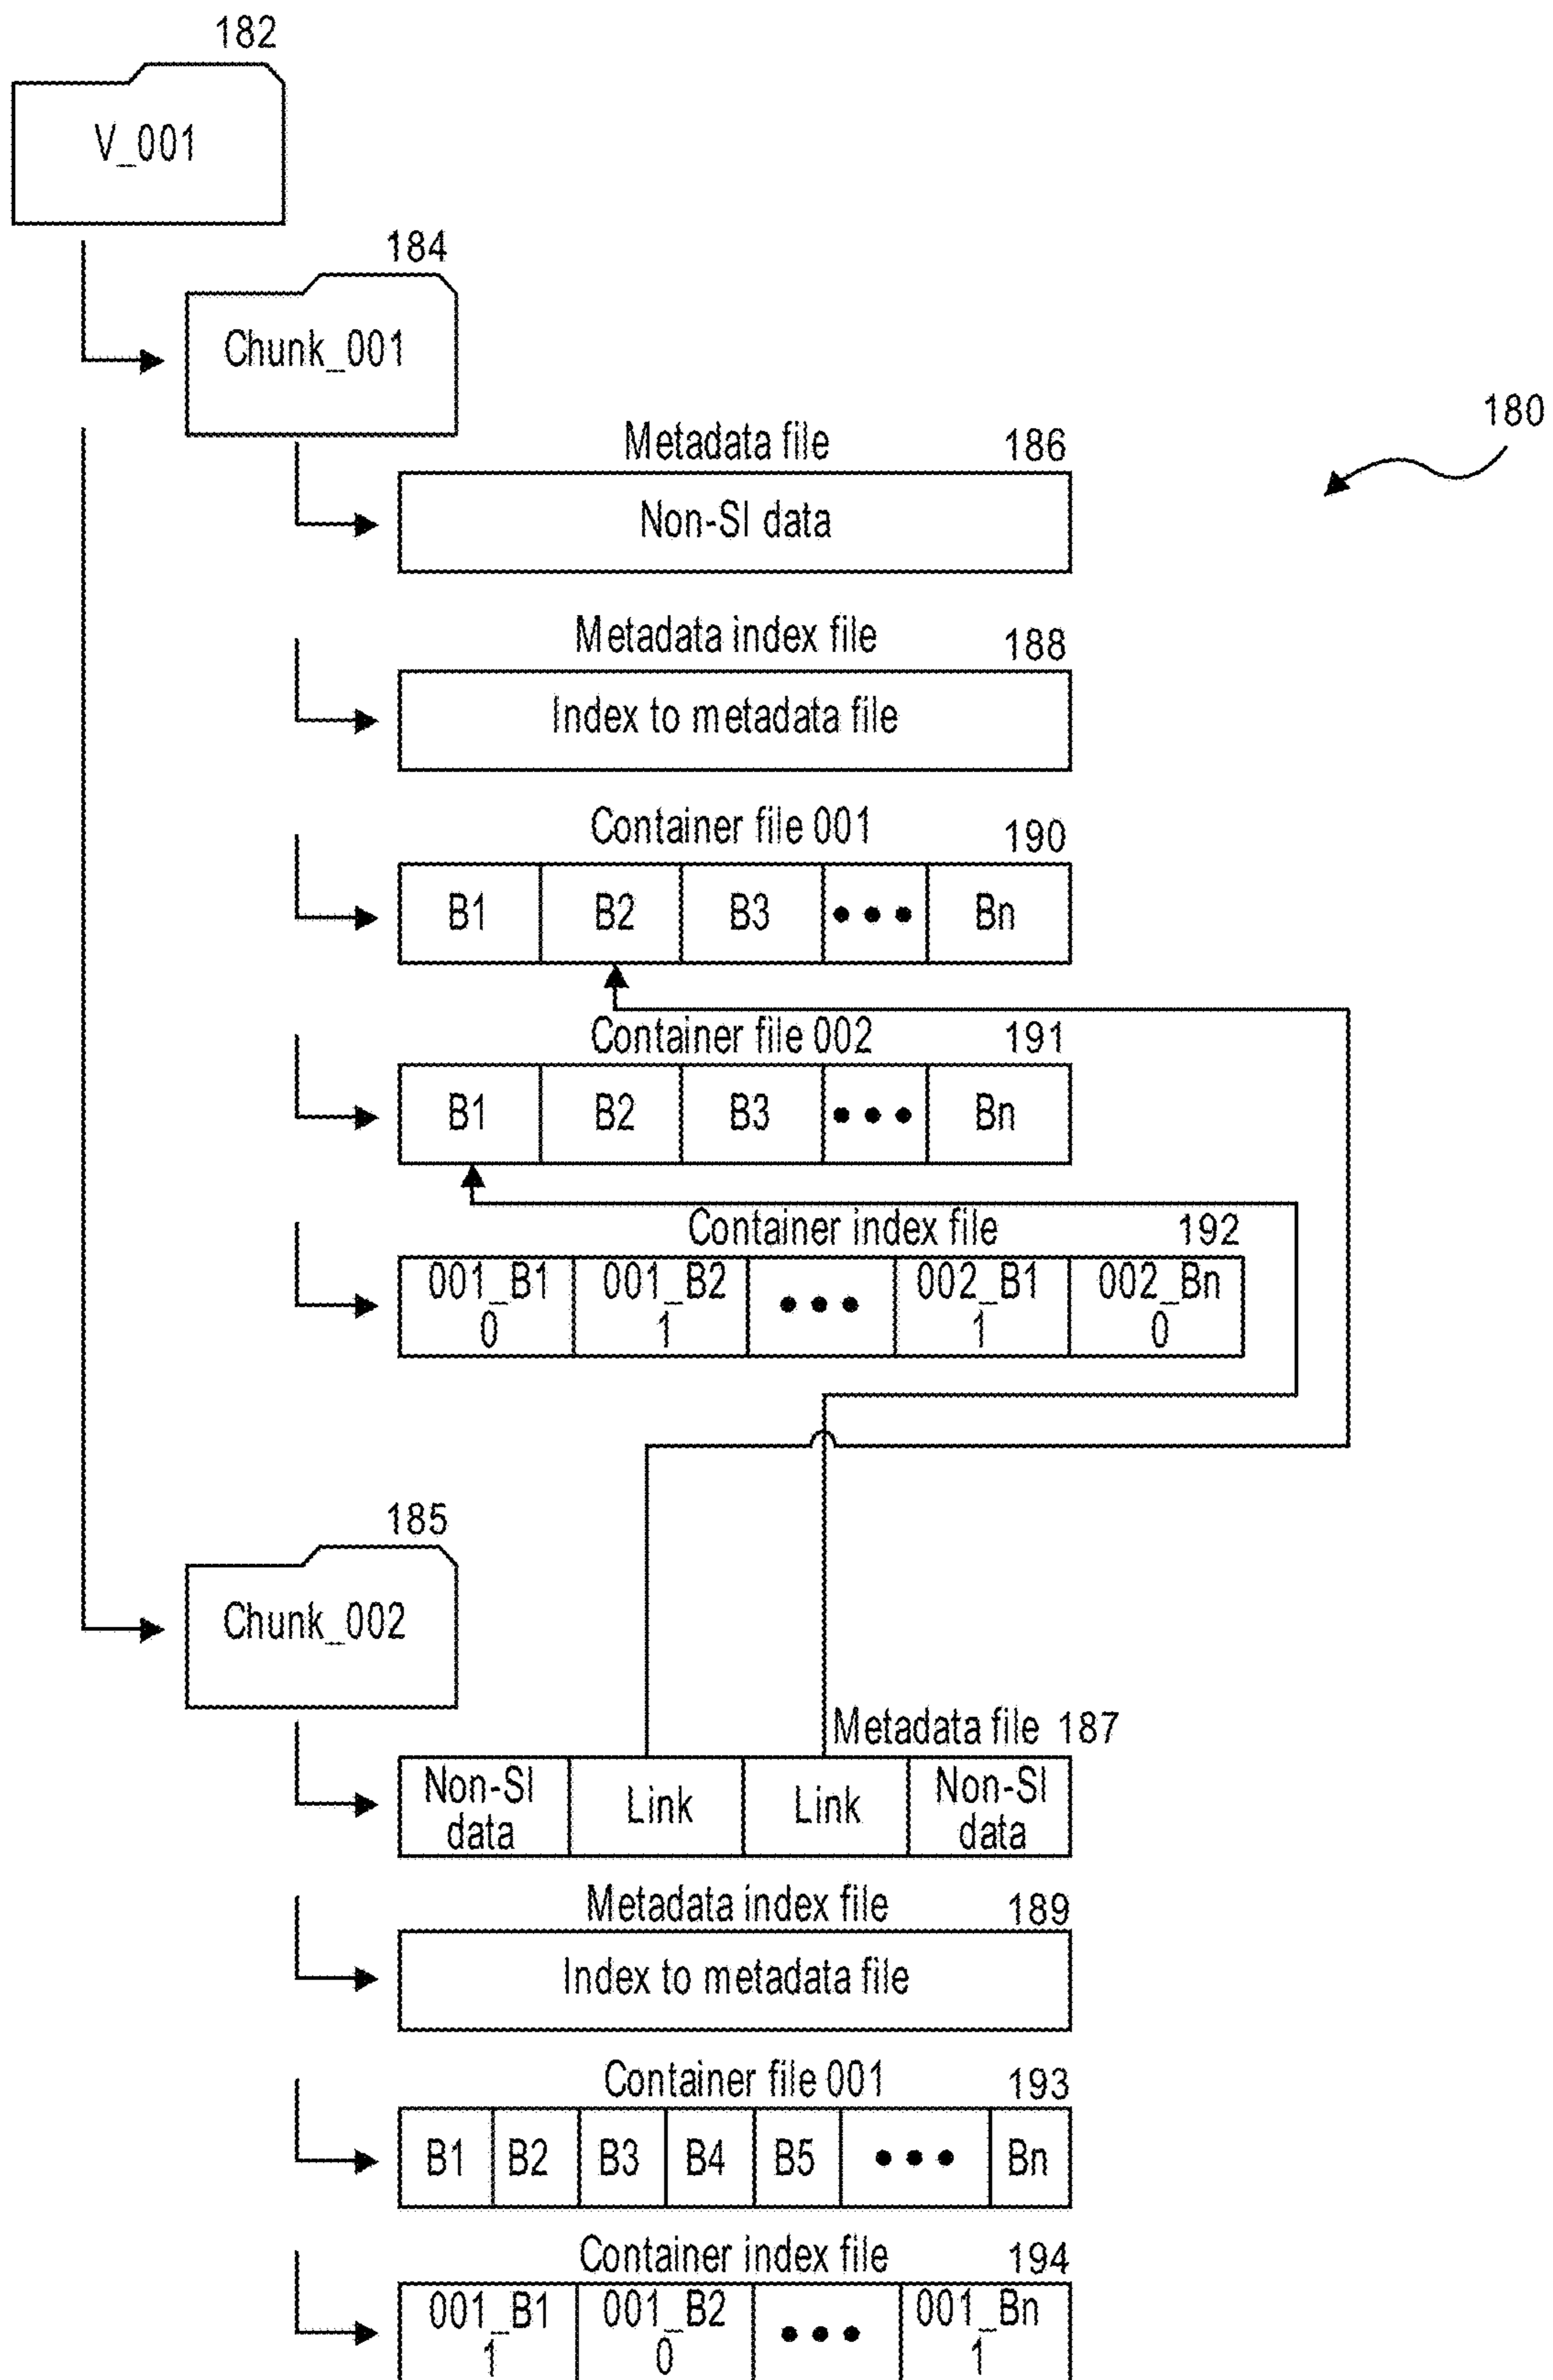 182
V_001
184
Chunk_001
180
Metadata file 186
Non-SI data
Metadata index file 188
Index to metadata file
Container file 001 190
B1 B2 B3 ••• Bn
Container file 002 191
B1 B2 B3 ••• Bn
Container index file 192
001_B1 001_B2 ••• 002_B1 002_Bn
0 1 1 0
185
Chunk_002
Metadata file 187
Non-SI Link Link Non-SI
data data
Metadata index file 189
Index to metadata file
Container file 001 193
B1 B2 B3 B4 B5 ••• Bn
Container index file 194
001_B1 001_B2 ••• 001_Bn
1 0 1